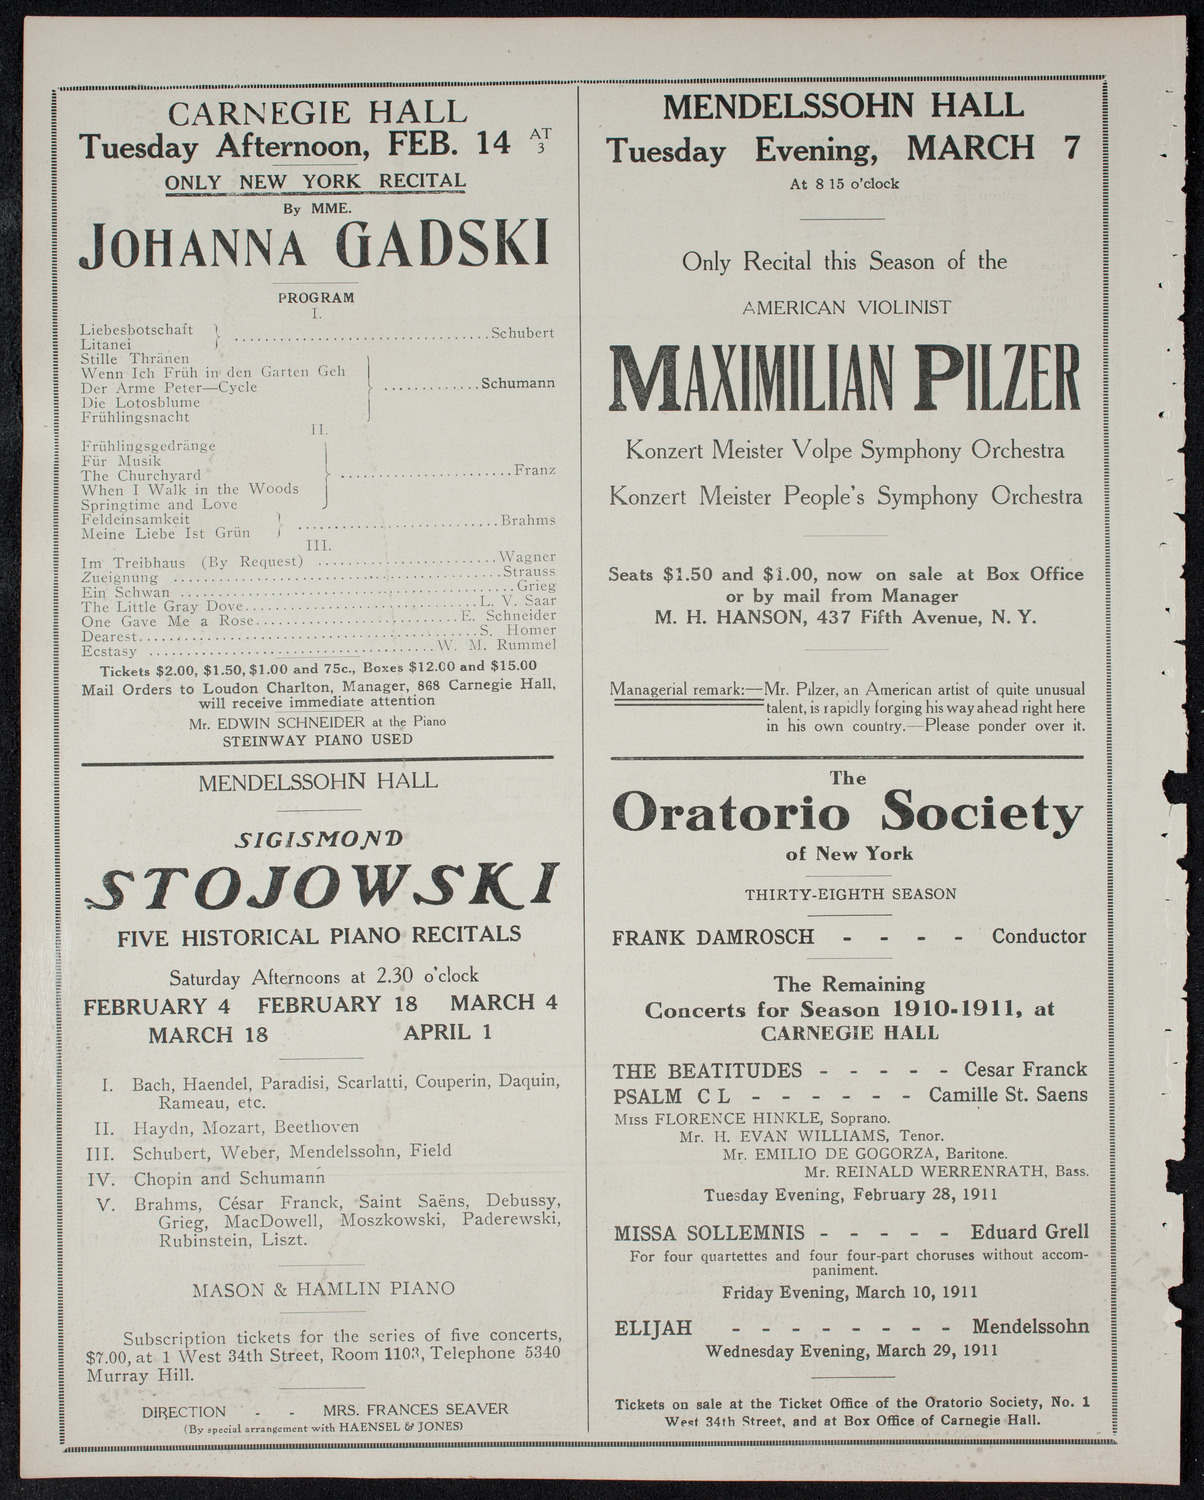 CARNEGIE HALL
Tuesday Afternoon, FEB. 14 AT 3
ONLY NEW YORK RECITAL
By MME.
JOHANNA GADSKI
PROGRAM
I.
Liebesbotschaft
Litanei
Schubert
Stille Thränen
Wenn Ich Früh in den Garten Geh
Der Arme Peter—Cycle
Die Lotosblume
Frühlingsnacht
Schumann
II.
Frühlingsgedränge
Für Musik
The Churchyard
When I Walk in the Woods
Springtime and Love
Franz
Feldeinsamkeit
Meine Liebe Ist Grün
Brahms
III.
Im Treibhaus (By Request) ..................Wagner
Zueignung ..................Strauss
Ein Schwan ..................Grieg
The Little Gray Dove..................L. V. Saar
One Gave Me a Rose..................E. Schneider
Dearest..................S. Homer
Ecstasy ..................W. M. Rummel
Tickets $2.00, $1.50, $1.00 and 75c., Boxes $12.00 and $15.00
Mail Orders to Loudon Charlton, Manager, 868 Carnegie Hall,
will receive immediate attention
Mr. EDWIN SCHNEIDER at the Piano
STEINWAY PIANO USED
MENDELSSOHN HALL
SIGISMOND
STOJOWSKI
FIVE HISTORICAL PIANO RECITALS
Saturday Afternoons at 2.30 o'clock
FEBRUARY 4 FEBRUARY 18 MARCH 4
MARCH 18 APRIL 1
I. Bach, Haendel, Paradisi, Scarlatti, Couperin, Daquin,
Rameau, etc.
II. Haydn, Mozart, Beethoven
III. Schubert, Weber, Mendelssohn, Field
IV. Chopin and Schumann
V. Brahms, César Franck, Saint Saëns, Debussy,
Grieg, MacDowell, Moszkowski, Paderewski,
Rubinstein, Liszt.
MASON & HAMLIN PIANO
Subscription tickets for the series of five concerts,
$7.00, at 1 West 34th Street, Room 1103, Telephone 5340
Murray Hill.
DIRECTION - - MRS. FRANCES SEAVER
(By special arrangement with HAENSEL & JONES)
MENDELSSOHN HALL
Tuesday Evening, MARCH 7
At 8 15 o'clock
Only Recital this Season of the
AMERICAN VIOLINIST
MAXIMILIAN PILZER
Konzert Meister Volpe Symphony Orchestra
Konzert Meister People's Symphony Orchestra
Seats $1.50 and $1.00, now on sale at Box Office
or by mail from Manager
M. H. HANSON, 437 Fifth Avenue, N. Y.
Managerial remark:—Mr. Pilzer, an American artist of quite unusual
talent, is rapidly forging his way ahead right here
in his own country.—Please ponder over it.
The
Oratorio Society
of New York
THIRTY-EIGHTH SEASON
FRANK DAMROSCH - - - - Conductor
The Remaining
Concerts for Season 1910-1911, at
CARNEGIE HALL
THE BEATITUDES - - - - - Cesar Franck
PSALM C L - - - - - - Camille St. Saens
Miss FLORENCE HINKLE, Soprano.
Mr. H. EVAN WILLIAMS, Tenor.
Mr. EMILIO DE GOGORZA, Baritone.
Mr. REINALD WERRENRATH, Bass.
Tuesday Evening, February 28, 1911
MISSA SOLLEMNIS - - - - - Eduard Grell
For four quartettes and four four-part choruses without accom-
paniment.
Friday Evening, March 10, 1911
ELIJAH - - - - - - - - Mendelssohn
Wednesday Evening, March 29, 1911
Tickets on sale at the Ticket Office of the Oratorio Society, No. 1
West 34th Street, and at Box Office of Carnegie Hall.